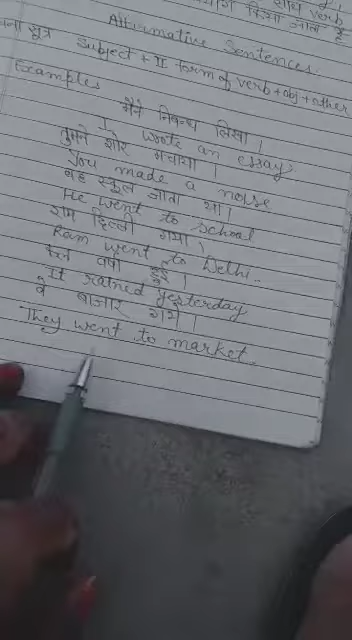 साथ verb
किया जाता है
Affirmative Sentences.
सूत्र Subject + II form of verb + obj + other
Examples
मैंने निबन्ध लिखा।
I wrote an essay.
तुमने शोर मचाया।
You made a noise
वह स्कूल जाता था।
He went to school
राम दिल्ली गया।
Ram went to Delhi.
कल वर्षा हुई।
It rained yesterday
वे बाजार गये।
They went to market.